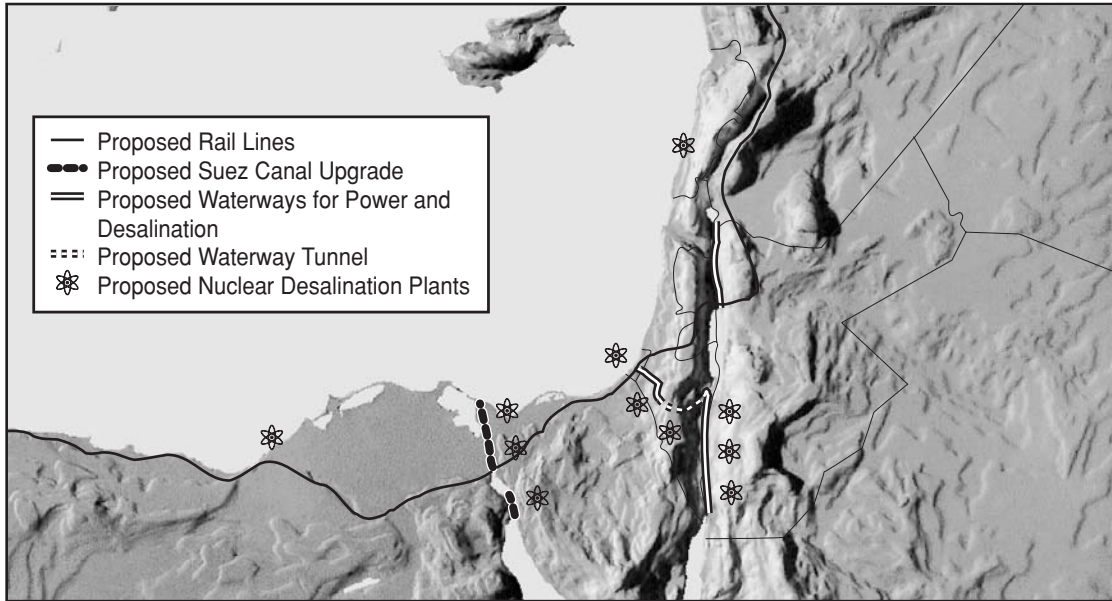 Proposed Rail Lines
Proposed Suez Canal Upgrade
Proposed Waterways for Power and
Desalination
Proposed Waterway Tunnel
Proposed Nuclear Desalination Plants